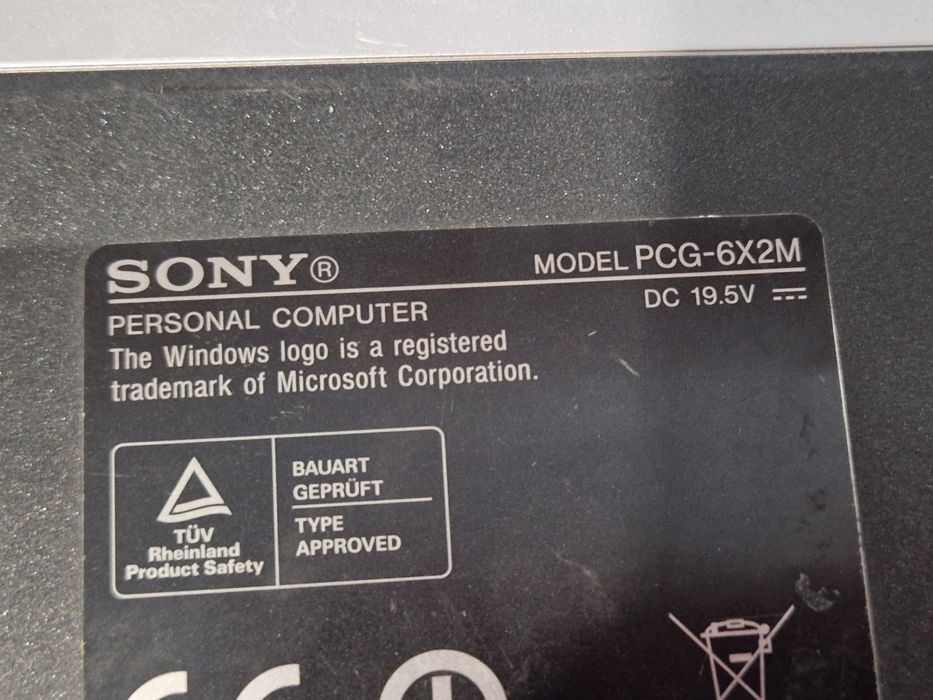 SONY®
MODEL PCG-6X2M
DC 19.5V
PERSONAL COMPUTER
The Windows logo is a registered
trademark of Microsoft Corporation.
TÜV
Rheinland
Product Safety
BAUART
GEPRÜFT
TYPE
APPROVED
CE